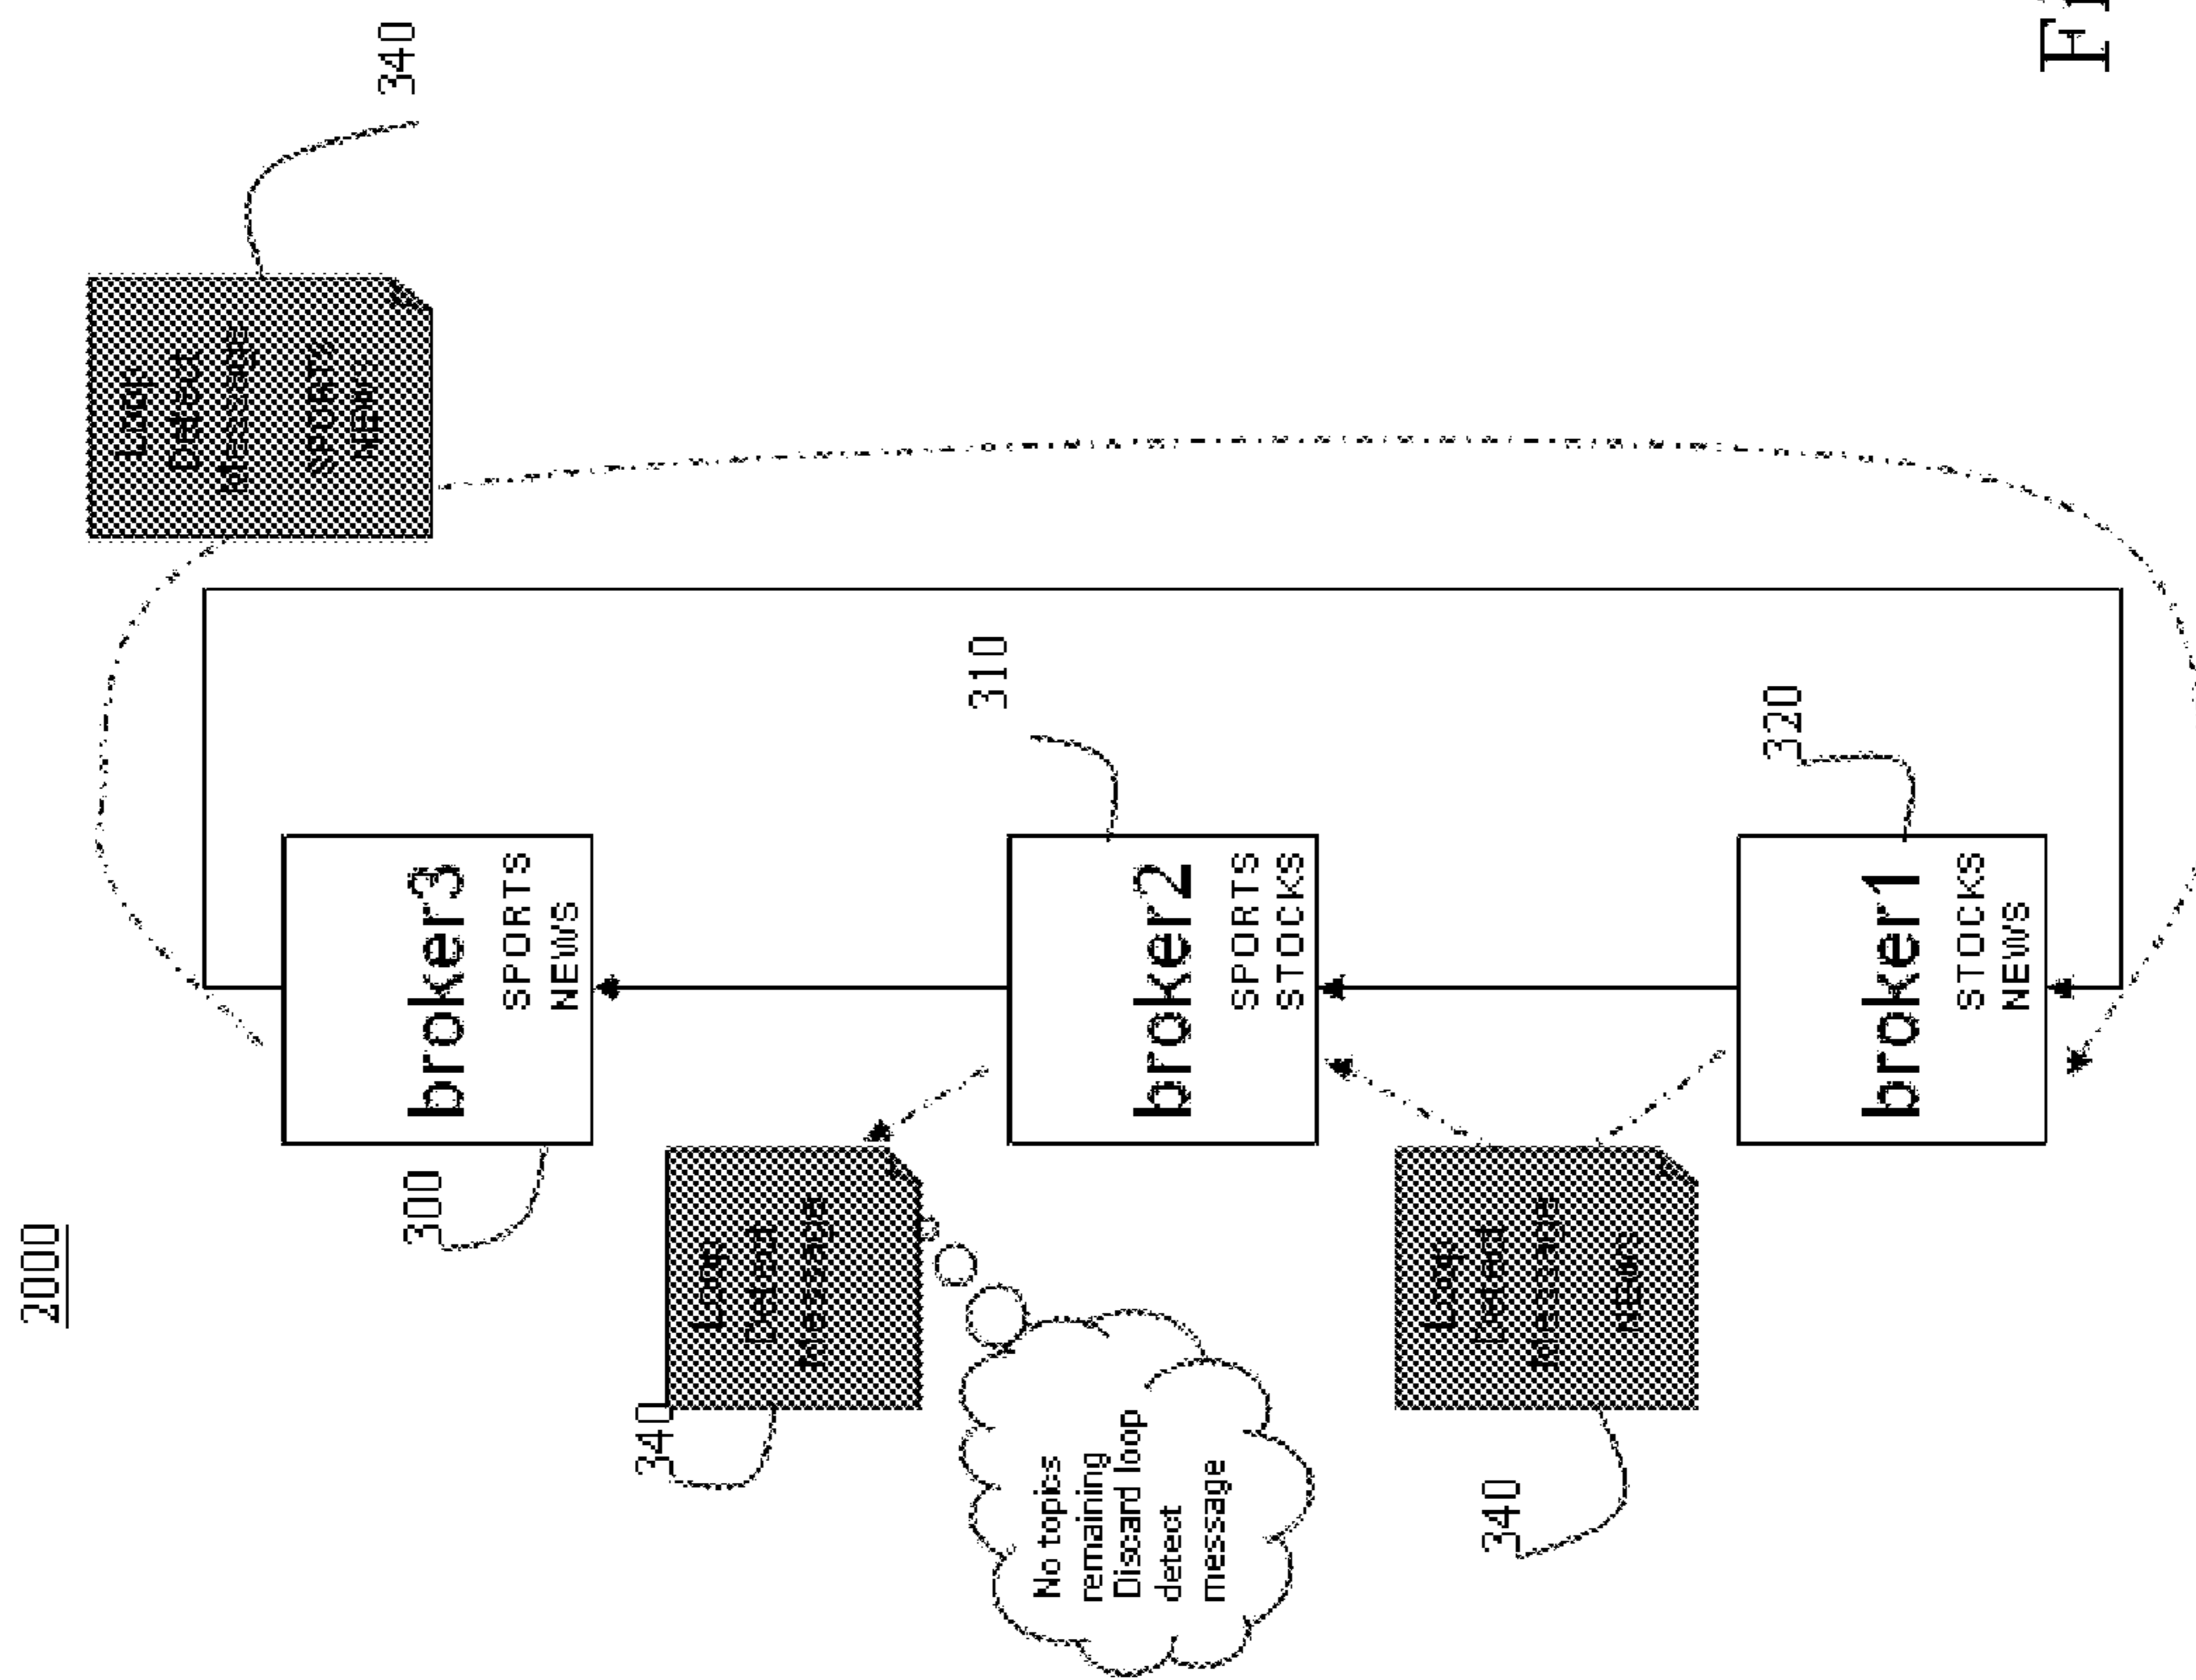 2000
Loop
Detect
Message
SPORTS
NEWS
340
300
broker3
SPORTS
NEWS
340
Loop
Detect
Message
310
No topics
remaining
Discard loop
detect
message
broker2
SPORTS
STOCKS
340
Loop
Detect
Message
NEWS
320
broker1
STOCKS
NEWS